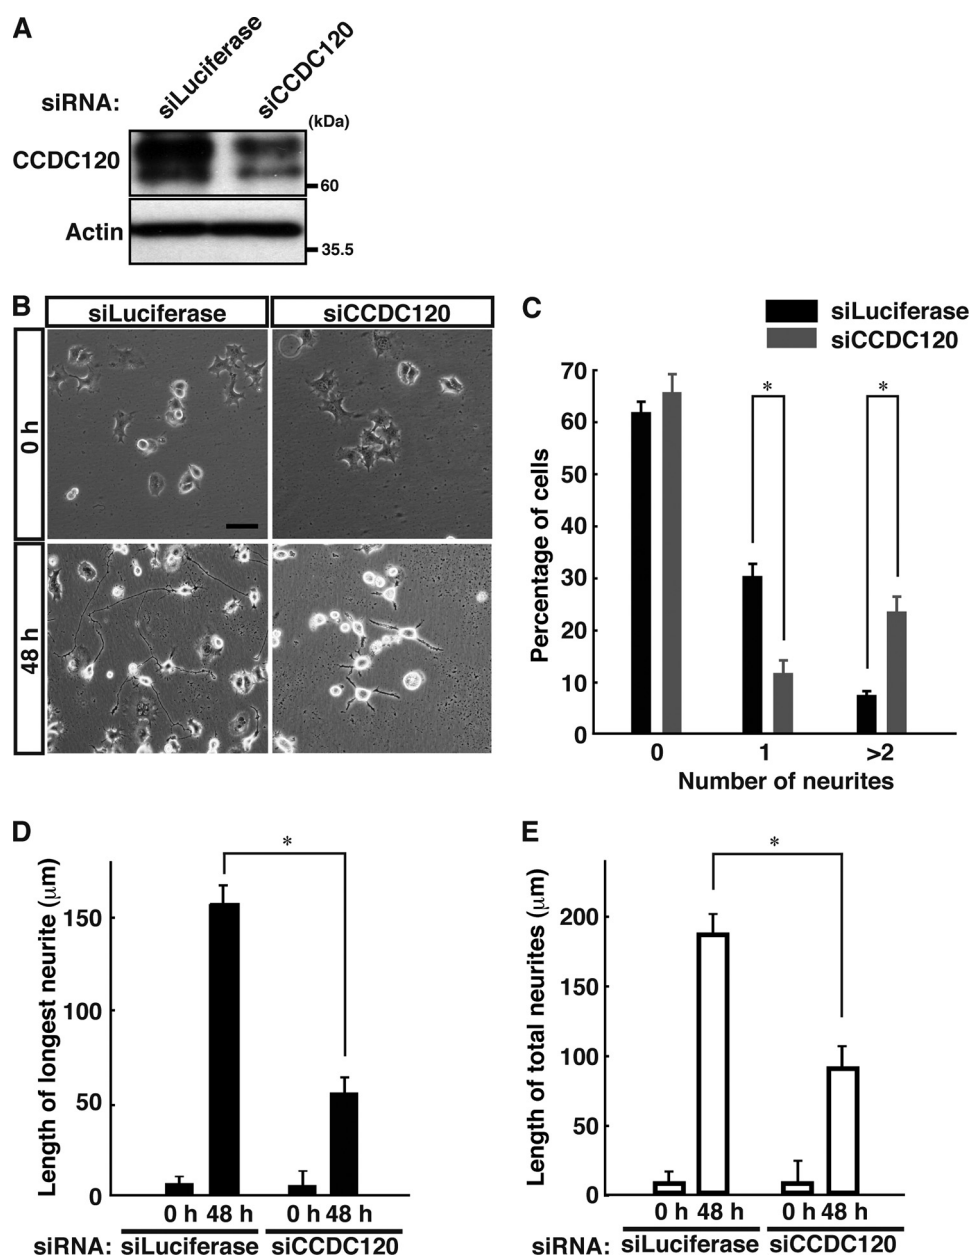 A
siRNA:
siLuciferase
siCCDC120
(kDa)
CCDC120
60
Actin
35.5
B
siLuciferase
siCCDC120
0 h
48 h
C
siLuciferase
siCCDC120
Percentage of cells
70
60
50
40
30
20
10
0
*
*
0
1
>2
Number of neurites
D
Length of longest neurite (μm)
150
100
50
0
*
0 h 48 h
0 h 48 h
siRNA: siLuciferase siCCDC120
E
Length of total neurites (μm)
200
150
100
50
0
*
0 h 48 h
0 h 48 h
siRNA: siLuciferase siCCDC120